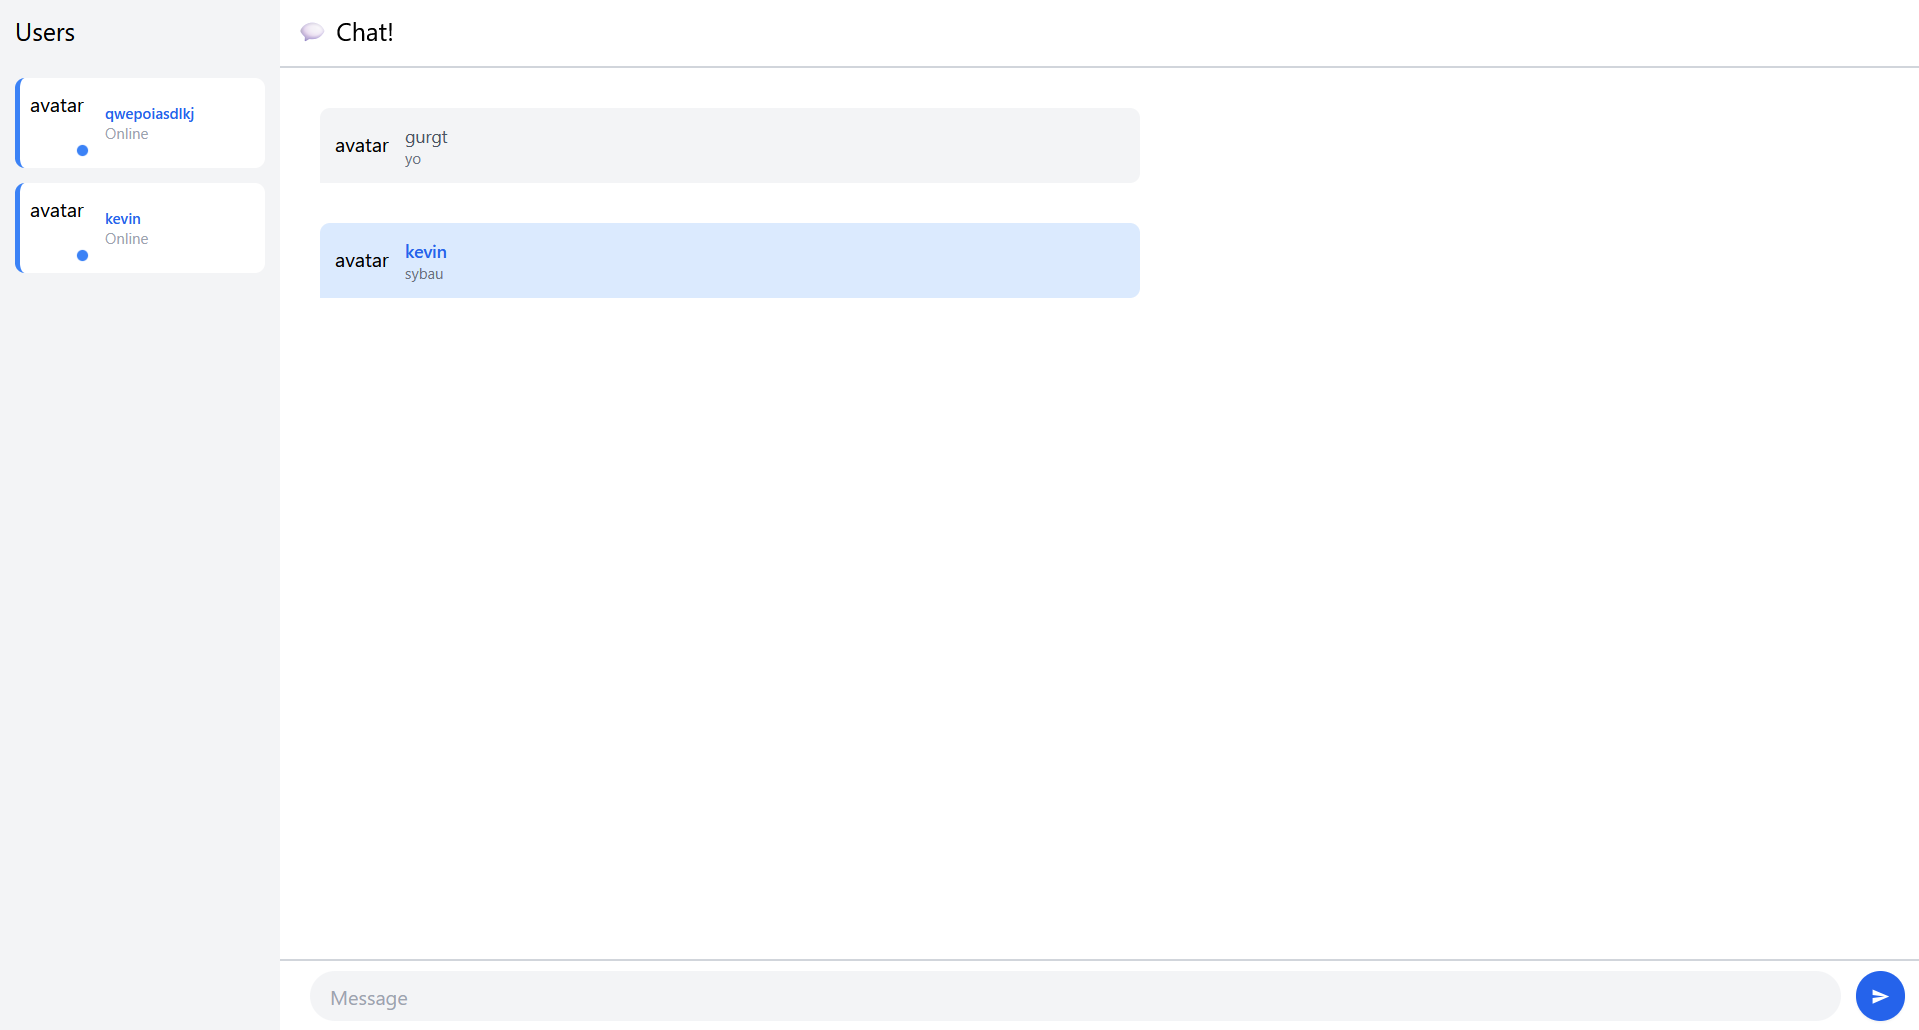 Users
avatar
qwepoiasdlkj
Online
avatar
kevin
Online
Chat!
avatar
gurgt
yo
avatar
kevin
sybau
Message